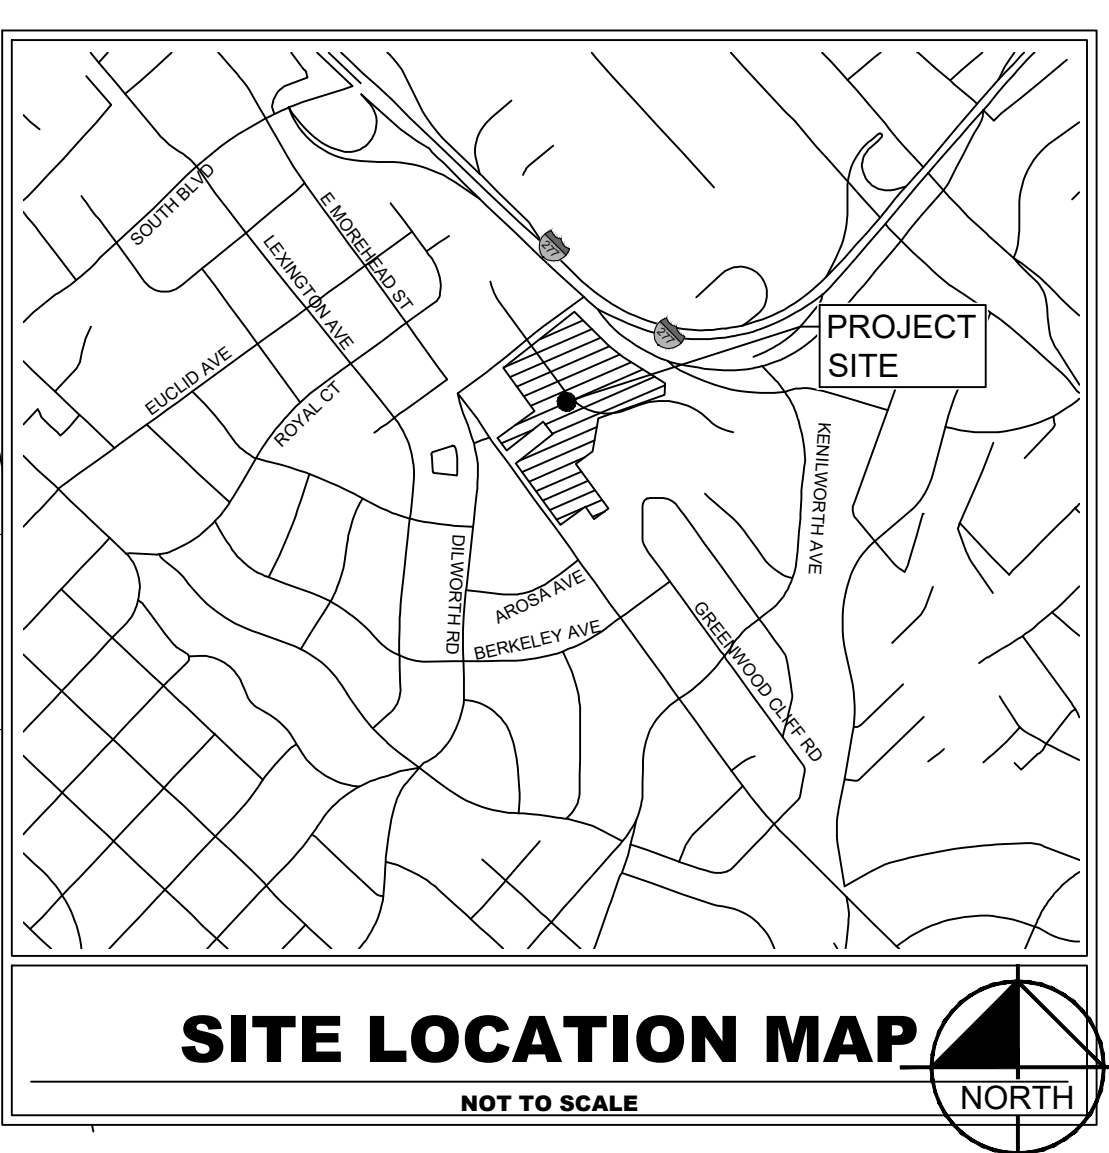 SOUTH BLVD
E MOREHEAD ST
LEXINGTON AVE
277
277
PROJECT
SITE
EUCLID AVE
ROYAL CT
KENILWORTH AVE
DILWORTH RD
AROSA AVE
BERKELEY AVE
GREENWOOD CLIFF RD
SITE LOCATION MAP
NOT TO SCALE
NORTH